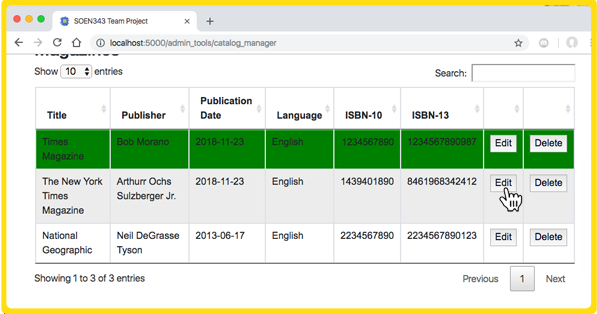 SOEN343 Team Project
localhost:5000/admin_tools/catalog_manager
Magazines
Show 10 entries
Search:
Title Publisher Publication Date Language ISBN-10 ISBN-13
Times Magazine Bob Morano 2018-11-23 English 1234567890 1234567890987 Edit Delete
The New York Times Magazine Arthurr Ochs Sulzberger Jr. 2018-11-23 English 1439401890 8461968342412 Edit Delete
National Geographic Neil DeGrasse Tyson 2013-06-17 English 2234567890 2234567890123 Edit Delete
Showing 1 to 3 of 3 entries
Previous 1 Next